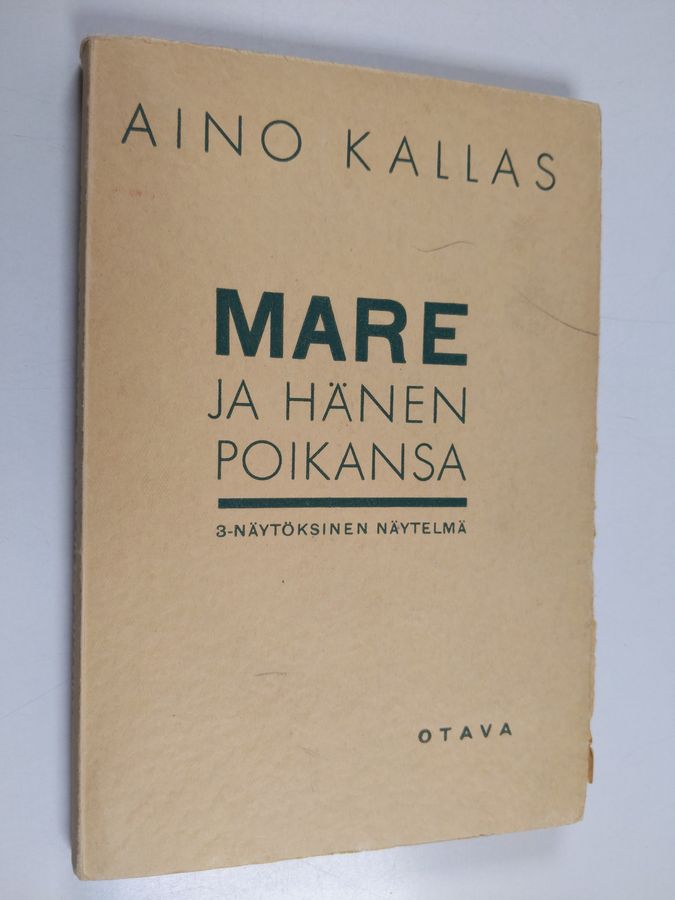 AINO KALLAS
MARE
JA HÄNEN
POIKANSA
3-NÄYTÖKSINEN NÄYTELMÄ
OTAVA